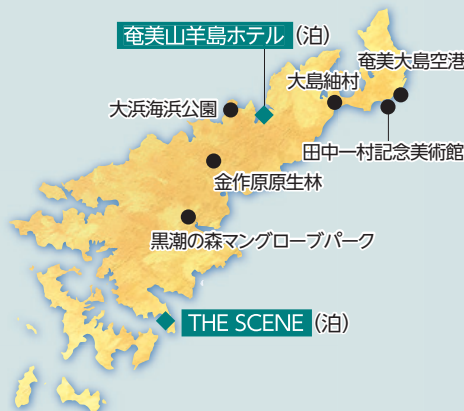 奄美山羊島ホテル (泊)
奄美大島空港
大島紬村
大浜海浜公園
田中一村記念美術館
金作原原生林
黒潮の森マングローブパーク
THE SCENE (泊)